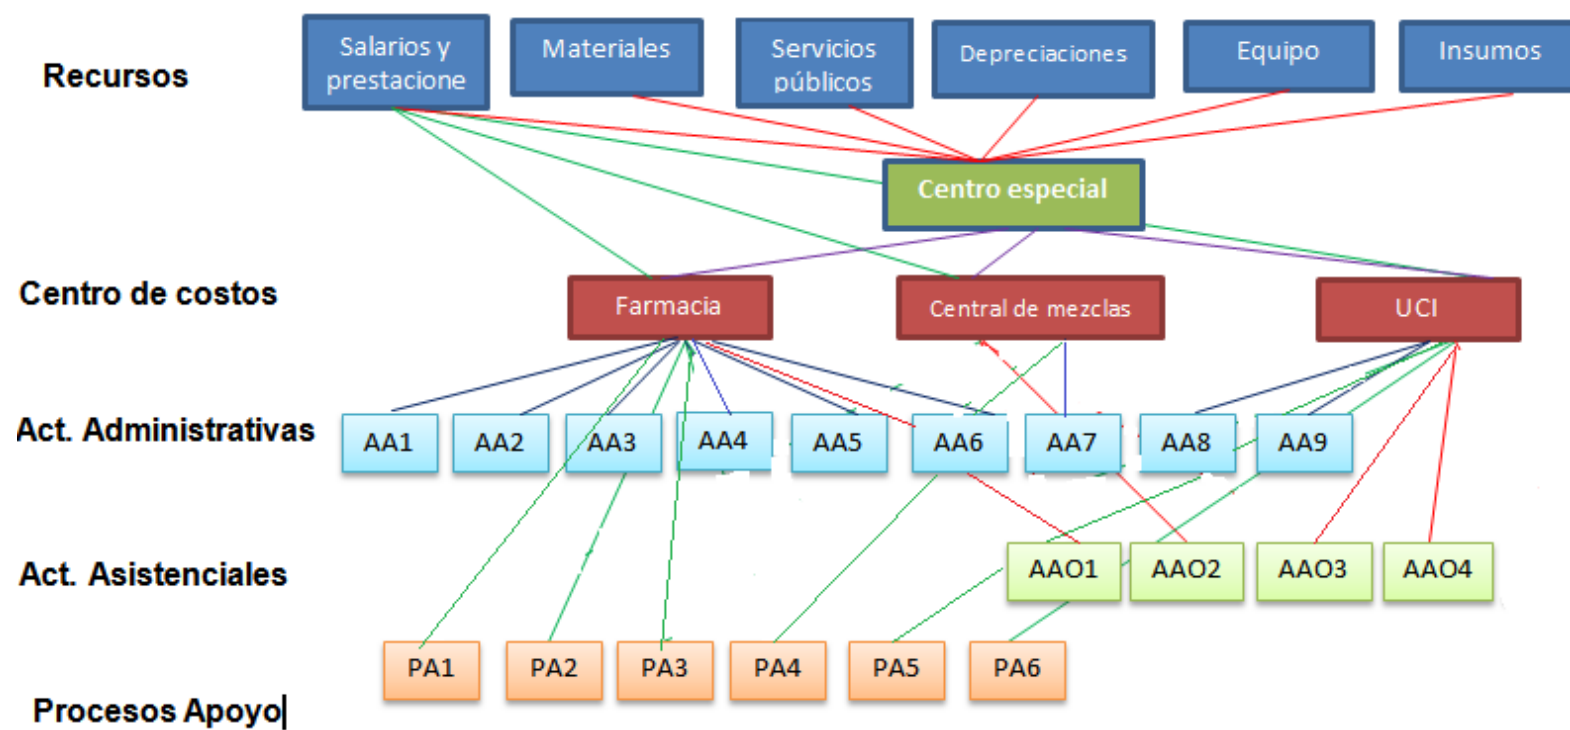 Recursos
Salarios y
prestacione
Materiales
Servicios
públicos
Depreciaciones
Equipo
Insumos
Centro especial
Centro de costos
Farmacia
Central de mezclas
UCI
Act. Administrativas
AA1
AA2
AA3
AA4
AA5
AA6
AA7
AA8
AA9
Act. Asistenciales
AAO1
AAO2
AAO3
AAO4
PA1
PA2
PA3
PA4
PA5
PA6
Procesos Apoyo